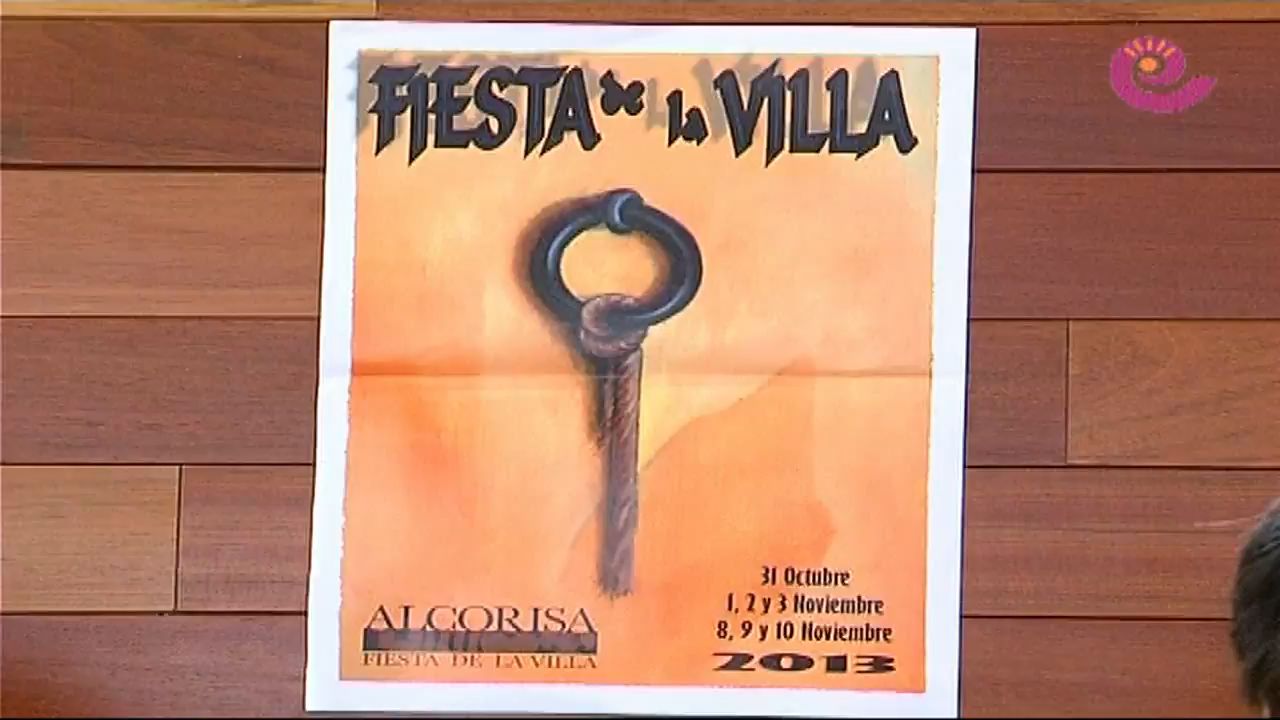 FIESTA de la VILLA
ALCORISA
FIESTA DE LA VILLA
31 Octubre
1, 2 y 3 Noviembre
8, 9 y 10 Noviembre
2013